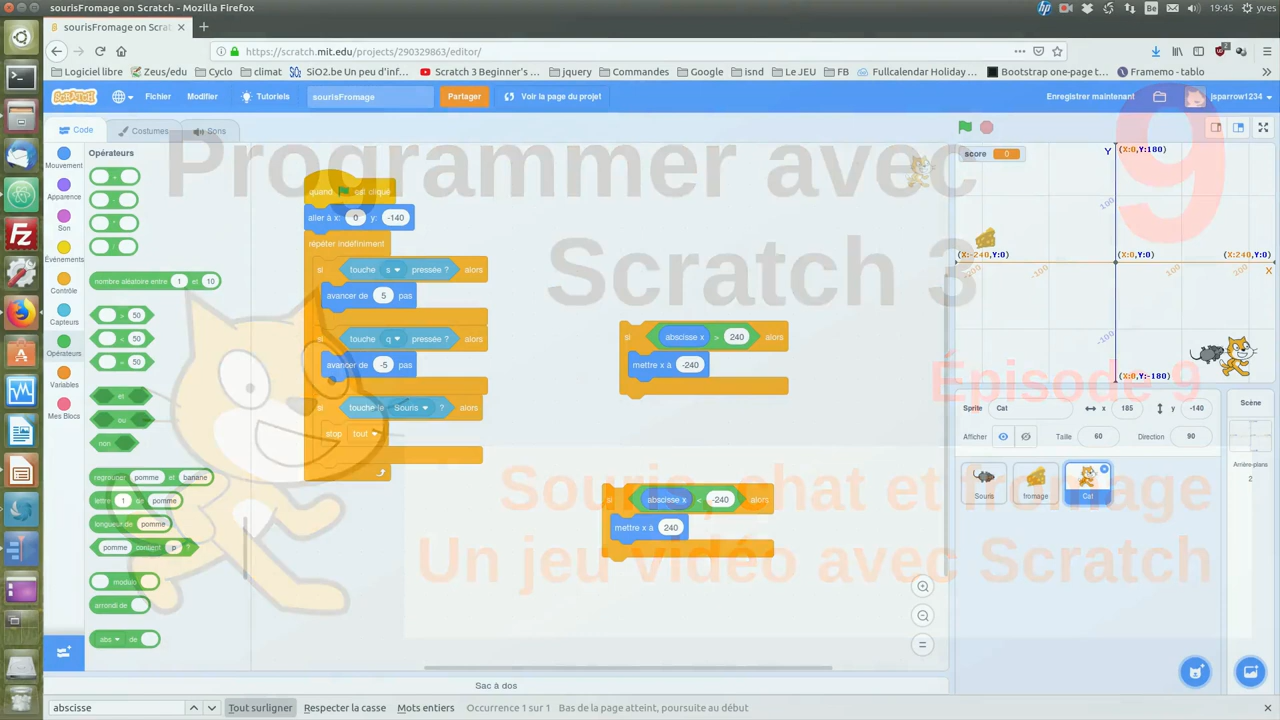 sourisFromage on Scratch - Mozilla Firefox
Be
19:45
yves
sourisFromage on Scrat
https://scratch.mit.edu/projects/290329863/editor/
Logiciel libre
Zeus/edu
Cyclo
climat
SiO2.be Un peu d'inf...
Scratch 3 Beginner's ...
jquery
Commandes
Google
isnd
Le JEU
FB
Fullcalendar Holiday ...
Bootstrap one-page t...
Framemo - tablo
SCRATCH
Fichier
Modifier
Tutoriels
sourisFromage
Partager
Voir la page du projet
Enregistrer maintenant
jsparrow1234
Code
Costumes
Sons
Programmer avec
Scratch 3
9
Épisode 9
Souris, chat et fromage
Un jeu vidéo avec Scratch
Mouvement
Apparence
Son
Événements
Contrôle
Capteurs
Opérateurs
Variables
Mes Blocs
Opérateurs
+
-
*
/
nombre aléatoire entre 1 et 10
> 50
< 50
= 50
et
ou
non
regrouper pomme et banane
lettre 1 de pomme
longueur de pomme
pomme contient p ?
modulo
arrondi de
abs de
quand est cliqué
aller à x: 0 y: -140
répéter indéfiniment
si touche s pressée ? alors
avancer de 5 pas
si touche q pressée ? alors
avancer de -5 pas
si touche le Souris ? alors
stop tout
si abscisse x > 240 alors
mettre x à -240
si abscisse x < -240 alors
mettre x à 240
score 0
Y (X:0,Y:180)
100
(X:-240,Y:0) (X:0,Y:0) (X:240,Y:0)
-200 -100 100 200 X
-100
(X:0,Y:-180)
Sprite Cat x 185 y -140
Afficher Taille 60 Direction 90
Souris
fromage
Cat
Scène
Arrière-plans
2
Sac à dos
abscisse
Tout surligner
Respecter la casse
Mots entiers
Occurrence 1 sur 1
Bas de la page atteint, poursuite au début